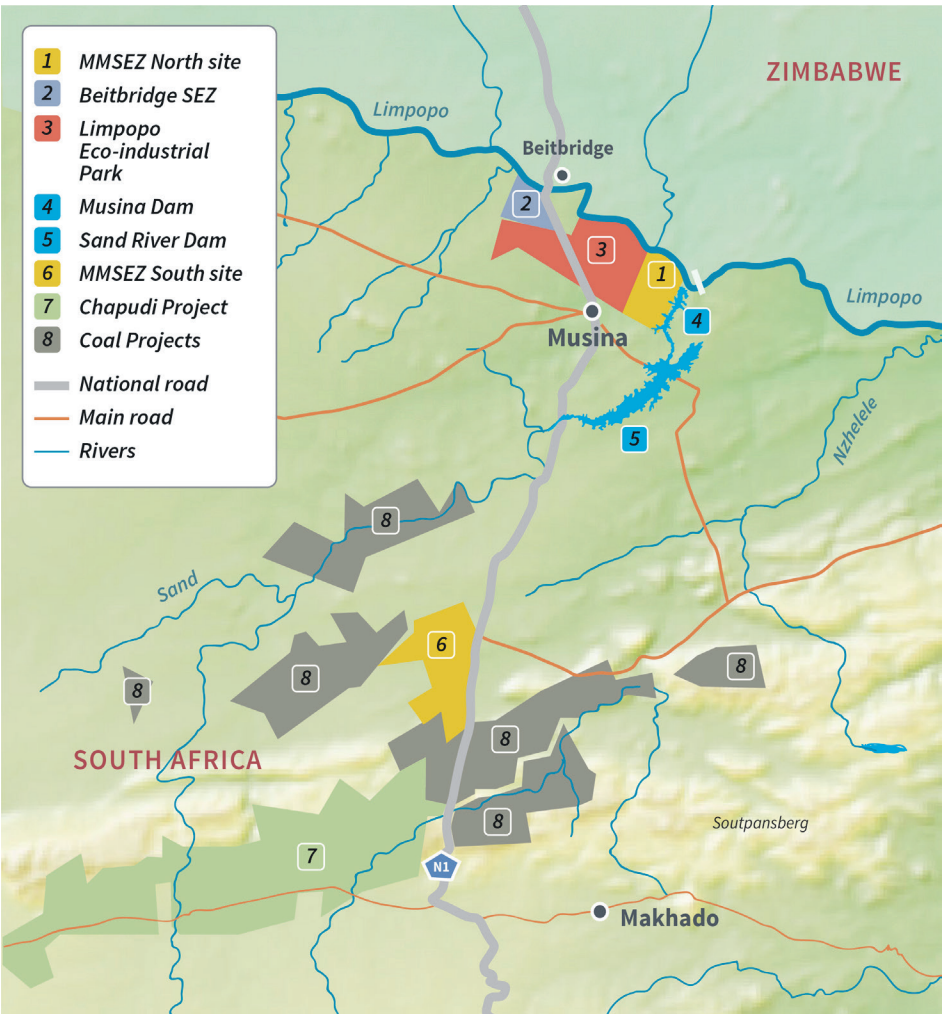 1 MMSEZ North site
2 Beitbridge SEZ
3 Limpopo
Eco-industrial
Park
4 Musina Dam
5 Sand River Dam
6 MMSEZ South site
7 Chapudi Project
8 Coal Projects
National road
Main road
Rivers
ZIMBABWE
Limpopo
Beitbridge
2
3
1
Limpopo
4
Musina
5
Nzhelele
8
Sand
6
8
8
8
8
SOUTH AFRICA
8
Soutpansberg
7
N1
Makhado